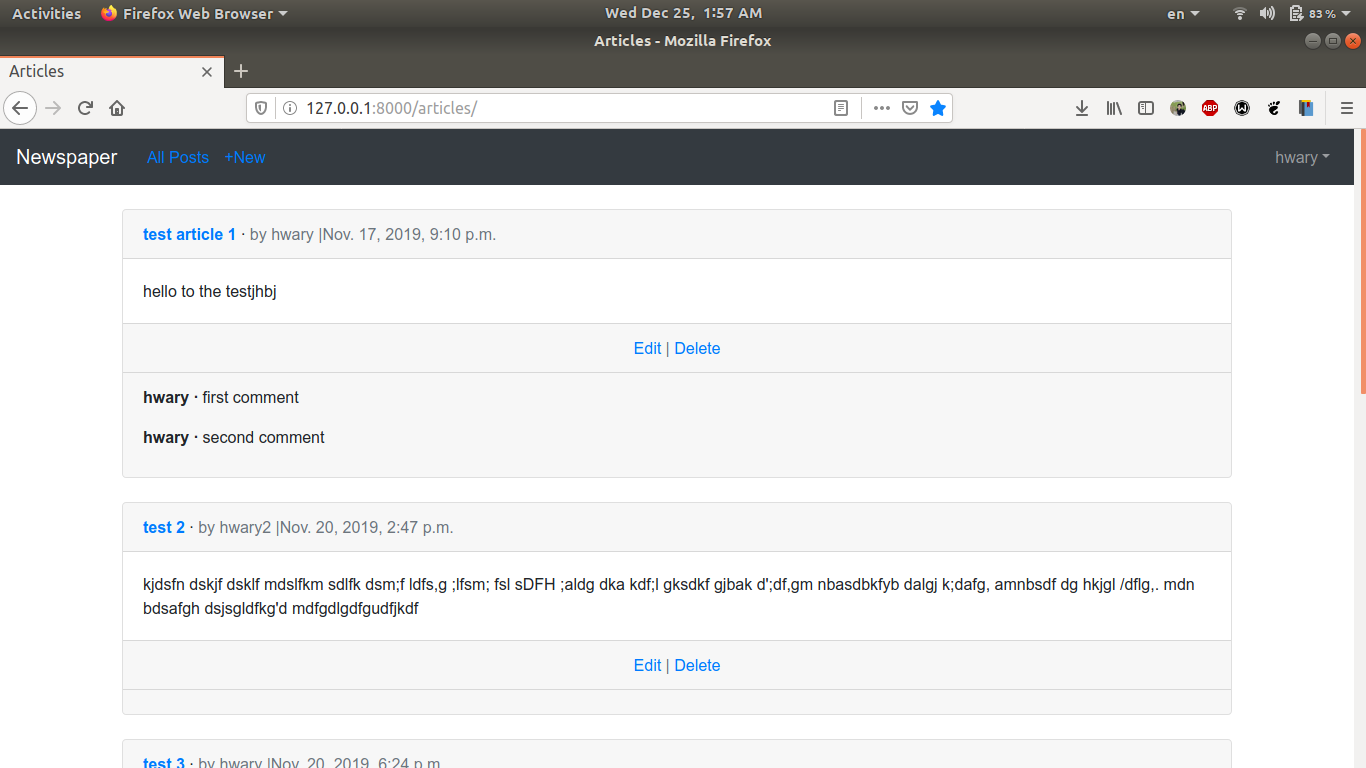 Activities Firefox Web Browser Wed Dec 25, 1:57 AM en 83 %
Articles - Mozilla Firefox
Articles
127.0.0.1:8000/articles/
ABP
Newspaper All Posts +New hwary
test article 1 · by hwary |Nov. 17, 2019, 9:10 p.m.
hello to the testjhbj
Edit | Delete
hwary · first comment
hwary · second comment
test 2 · by hwary2 |Nov. 20, 2019, 2:47 p.m.
kjdsfn dskjf dsklf mdslfkm sdlfk dsm;f ldfs,g ;lfsm; fsl sDFH ;aldg dka kdf;l gksdkf gjbak d';df,gm nbasdbkfyb dalgj k;dafg, amnbsdf dg hkjgl /dflg,. mdn
bdsafgh dsjsgldfkg'd mdfgdlgdfgudfjkdf
Edit | Delete
test 3 · by hwary |Nov. 20, 2019, 6:24 p.m.